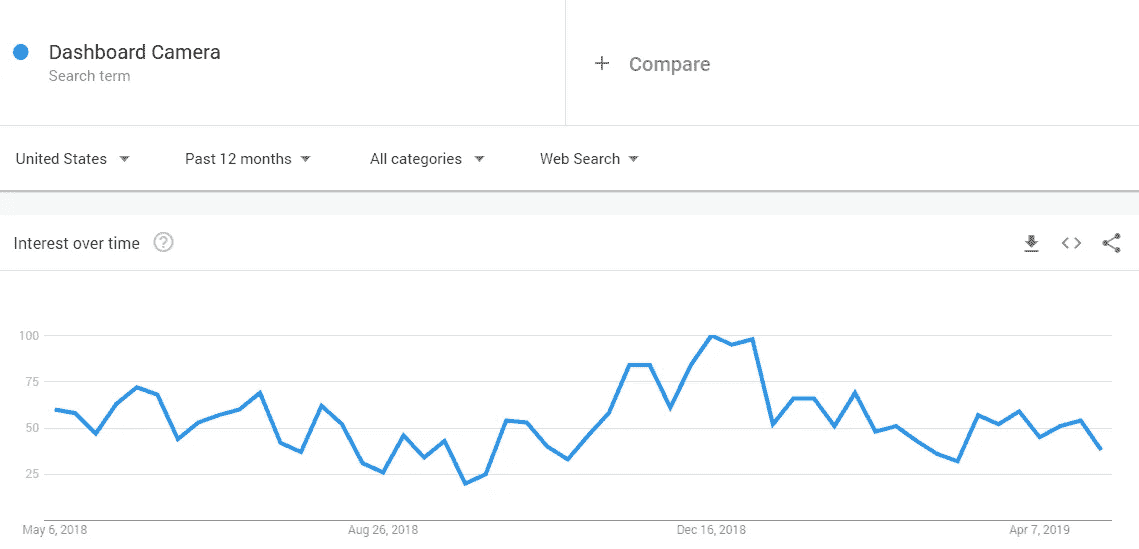 Dashboard Camera
Search term
+ Compare
United States
Past 12 months
All categories
Web Search
Interest over time ?
100
75
50
25
May 6, 2018
Aug 26, 2018
Dec 16, 2018
Apr 7, 2019